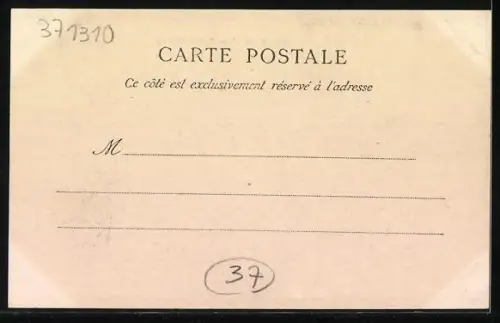 371310
CARTE POSTALE
Ce côté est exclusivement réservé à l'adresse
M
37